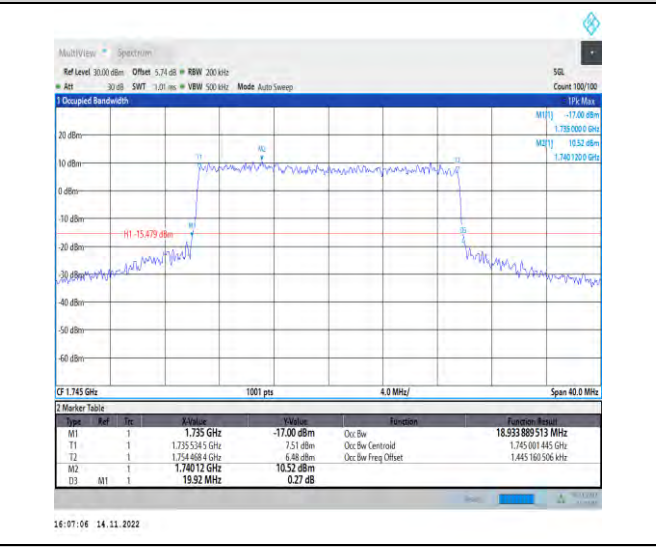 MultiView Spectrum
Ref Level 30.00 dBm Offset 5.74 dB RBW 200 kHz SGL
Att 30 dB SWT 1.01 ms VBW 500 kHz Mode Auto Sweep Count 100/100
1 Occupied Bandwidth 1Pk Max
M1[1] -17.00 dBm
1.735 000 0 GHz
M2[1] 10.52 dBm
1.740 120 0 GHz
20 dBm
10 dBm
0 dBm
-10 dBm
-20 dBm
-30 dBm
-40 dBm
-50 dBm
-60 dBm
T1
M2
T2
M1
D3
H1 -15.479 dBm
CF 1.745 GHz 1001 pts 4.0 MHz/ Span 40.0 MHz
2 Marker Table
Type Ref Trc X-Value Y-Value Function Function Result
M1 1 1.735 GHz -17.00 dBm Occ Bw 18.933 889 513 MHz
T1 1 1.735 534 5 GHz 7.51 dBm Occ Bw Centroid 1.745 001 445 GHz
T2 1 1.754 468 4 GHz 6.48 dBm Occ Bw Freq Offset 1.445 160 506 kHz
M2 1 1.740 12 GHz 10.52 dBm
D3 M1 1 19.92 MHz 0.27 dB
16:07:06 14.11.2022